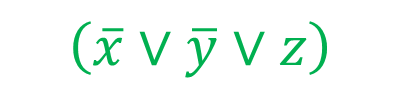 (x̄ ∨ ȳ ∨ z)